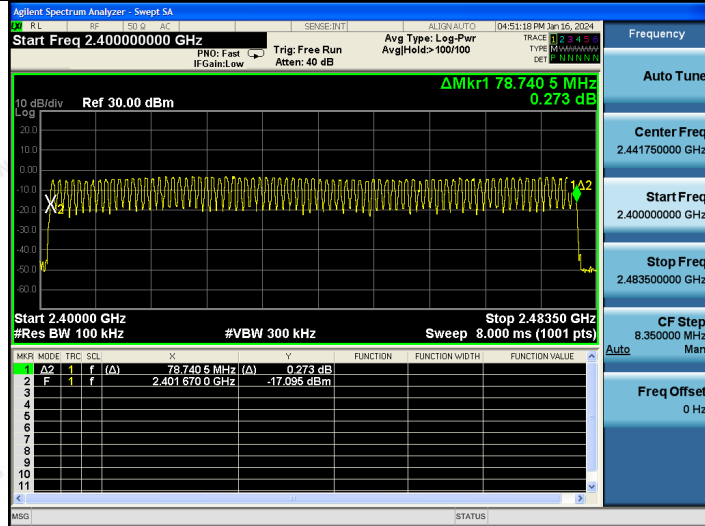 Agilent Spectrum Analyzer - Swept SA
LXI RL RF 50 Ω AC SENSE:INT ALIGN AUTO 04:51:18 PM Jan 16, 2024
Start Freq 2.400000000 GHz
PNO: Fast
IFGain:Low
Trig: Free Run
Atten: 40 dB
Avg Type: Log-Pwr
Avg|Hold:>100/100
TRACE 1 2 3 4 5 6
TYPE M
DET P N N N N N
ΔMkr1 78.740 5 MHz
0.273 dB
10 dB/div Ref 30.00 dBm
Log
20.0
10.0
0.00
-10.0
-20.0
-30.0
-40.0
-50.0
-60.0
1Δ2
X2
Start 2.40000 GHz Stop 2.48350 GHz
#Res BW 100 kHz #VBW 300 kHz Sweep 8.000 ms (1001 pts)
MKR MODE TRC SCL X Y FUNCTION FUNCTION WIDTH FUNCTION VALUE
1 Δ2 1 f (Δ) 78.740 5 MHz (Δ) 0.273 dB
2 F 1 f 2.401 670 0 GHz -17.095 dBm
3
4
5
6
7
8
9
10
11
MSG STATUS
Frequency
Auto Tune
Center Freq
2.441750000 GHz
Start Freq
2.400000000 GHz
Stop Freq
2.483500000 GHz
CF Step
8.350000 MHz
Auto Man
Freq Offset
0 Hz